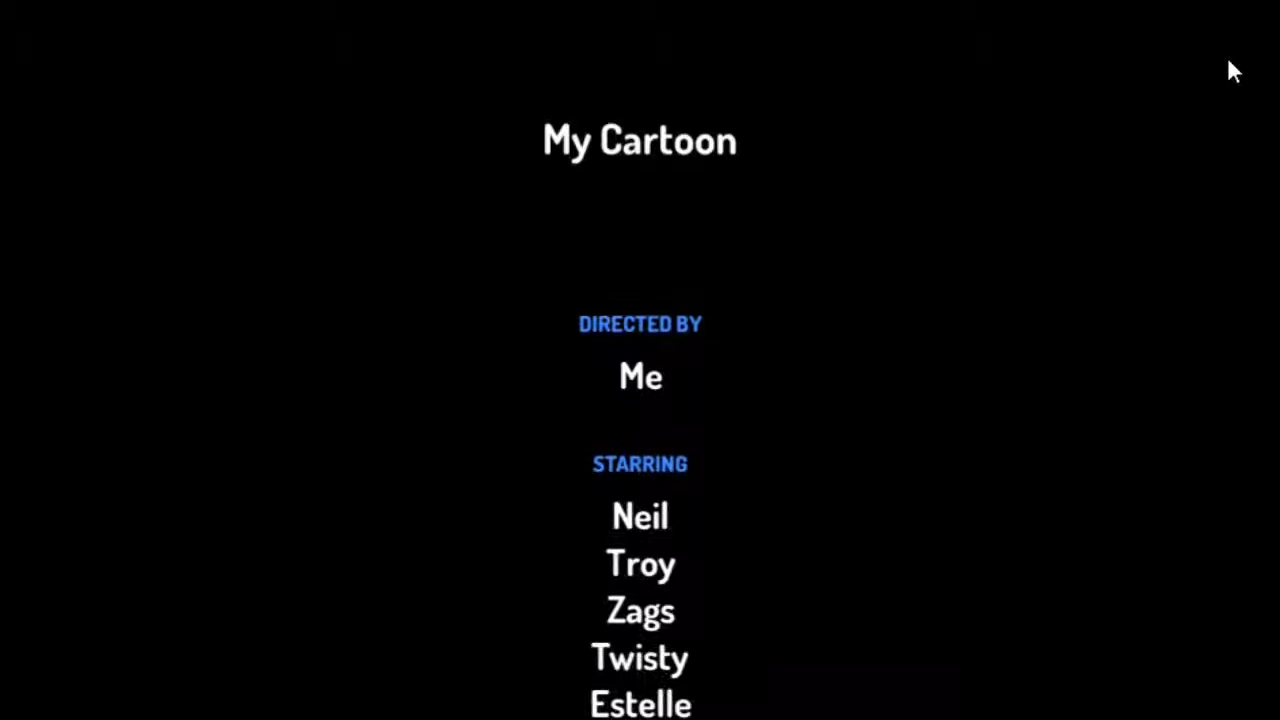 My Cartoon
DIRECTED BY
Me
STARRING
Neil
Troy
Zags
Twisty
Estelle